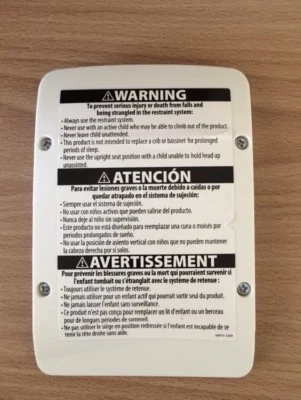 ⚠WARNING
To prevent serious injury or death from falls and
being strangled in the restraint system:
• Always use the restraint system.
• Never use with an active child who may be able to climb out of the product.
• Never leave child unattended.
• This product is not intended to replace a crib or bassinet for prolonged
periods of sleep.
• Never use the upright seat position with a child unable to hold head up
unassisted.
⚠ ATENCIÓN
Para evitar lesiones graves o la muerte debido a caídas o por
quedar atrapado en el sistema de sujeción:
• Siempre usar el sistema de sujeción.
• No usar con niños activos que pueden salirse del producto.
• Nunca deje al niño sin supervisión.
• Este producto no está diseñado para reemplazar una cuna o moisés por
periodos prolongados de sueño.
• No usar la posición de asiento vertical con niños que no pueden mantener
la cabeza derecha por sí solos.
⚠AVERTISSEMENT
Pour prévenir les blessures graves ou la mort qui pourraient survenir si
l'enfant tombait ou s'étranglait avec le système de retenue :
• Toujours utiliser le système de retenue.
• Ne jamais utiliser pour un enfant actif qui pourrait sortir seul du produit.
• Ne jamais laisser l'enfant sans surveillance.
• Ce produit n'est pas conçu pour remplacer un lit d'enfant ou un berceau
pour de longues périodes de sommeil.
• Ne pas utiliser le siège en position redressée si l'enfant est incapable de se
tenir la tête droite sans aide.